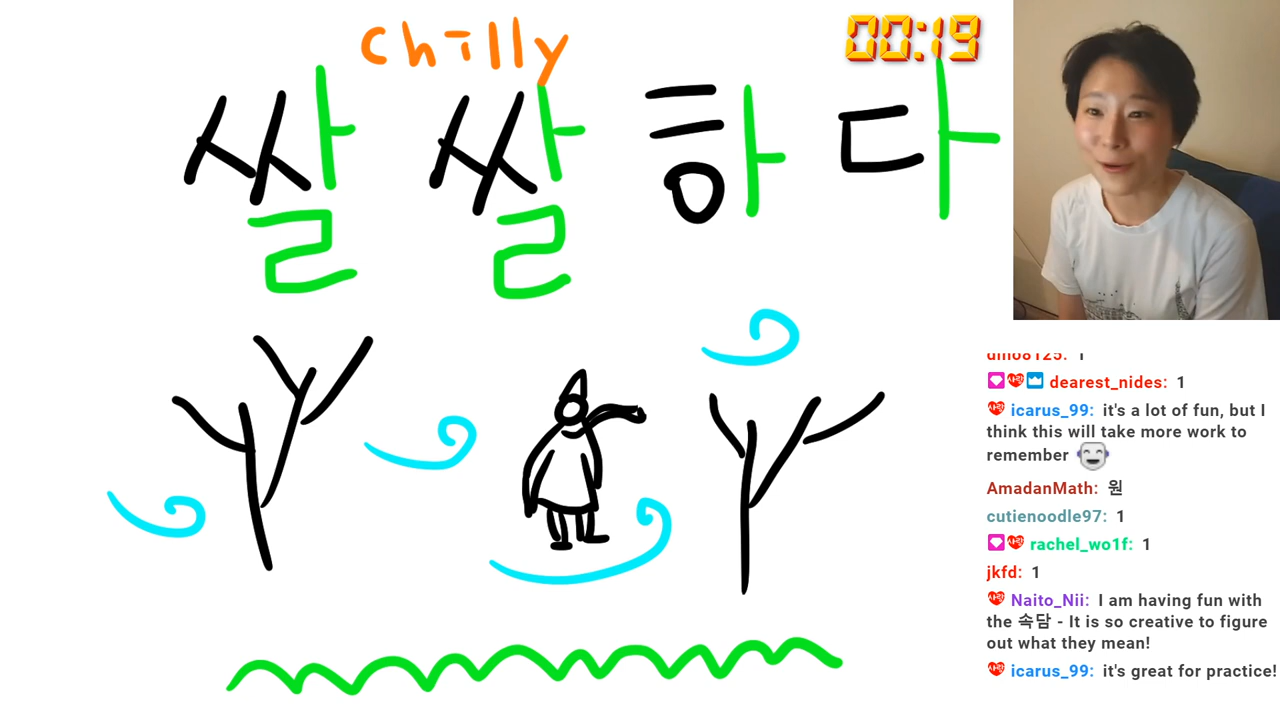 chilly
00:19
쌀쌀하다
dino8125: 1
dearest_nides: 1
icarus_99: it's a lot of fun, but I
think this will take more work to
remember
AmadanMath: 원
cutienoodle97: 1
rachel_wo1f: 1
jkfd: 1
Naito_Nii: I am having fun with
the 속담 - It is so creative to figure
out what they mean!
icarus_99: it's great for practice!